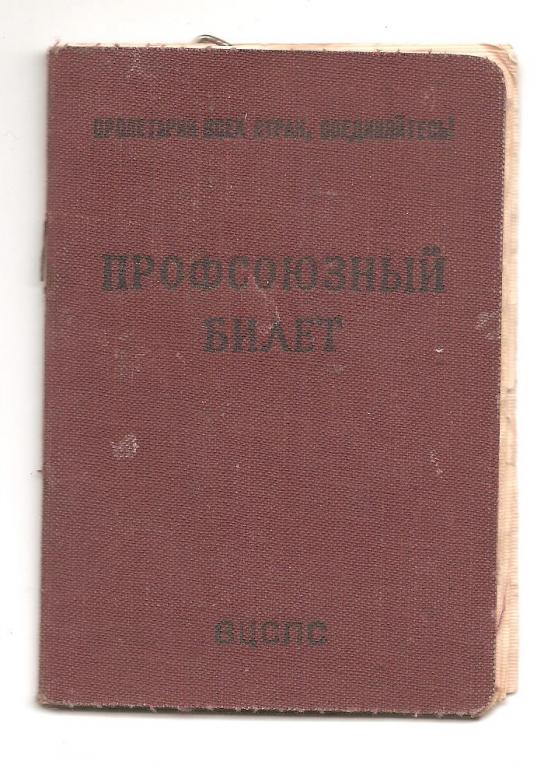 ПРОЛЕТАРИИ ВСЕХ СТРАН, СОЕДИНЯЙТЕСЬ!
ПРОФСОЮЗНЫЙ
БИЛЕТ
ВЦСПС